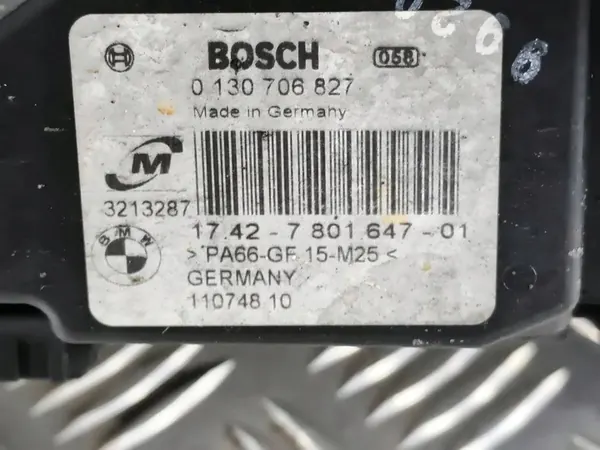 BOSCH 058
0 130 706 827
Made in Germany
M
3213287
17.42 - 7 801 647 - 01
BMW
>PA66-GF 15-M25<
GERMANY
110748 10